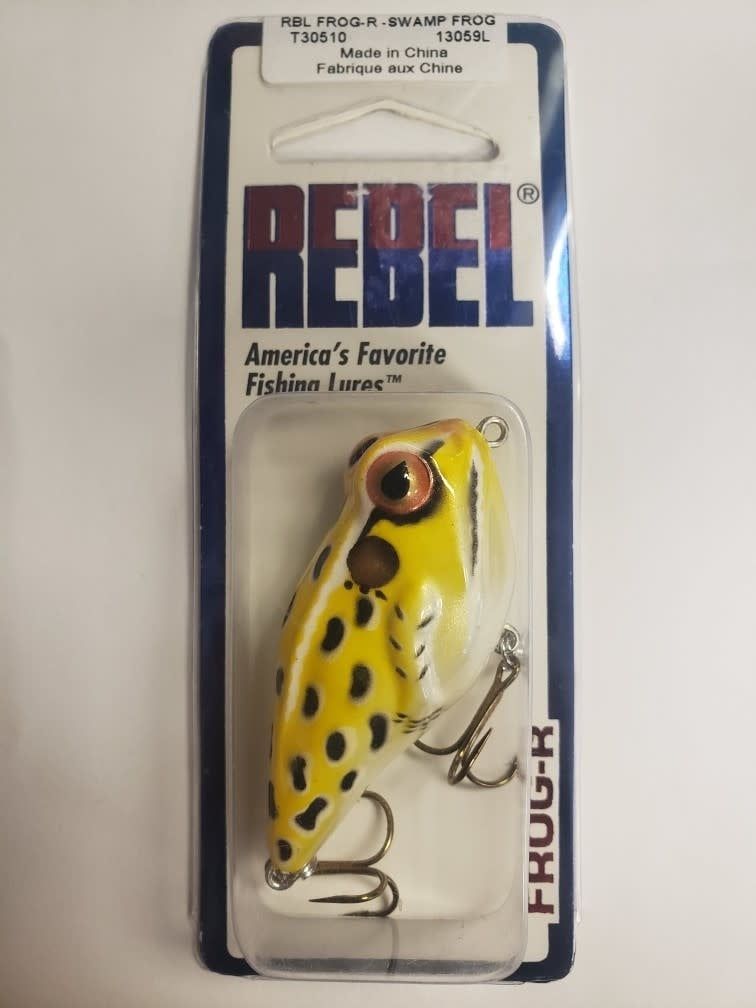 RBL FROG-R -SWAMP FROG
T30510 13059L
Made in China
Fabrique aux Chine
REBEL®
America's Favorite
Fishing Lures™
FROG-R